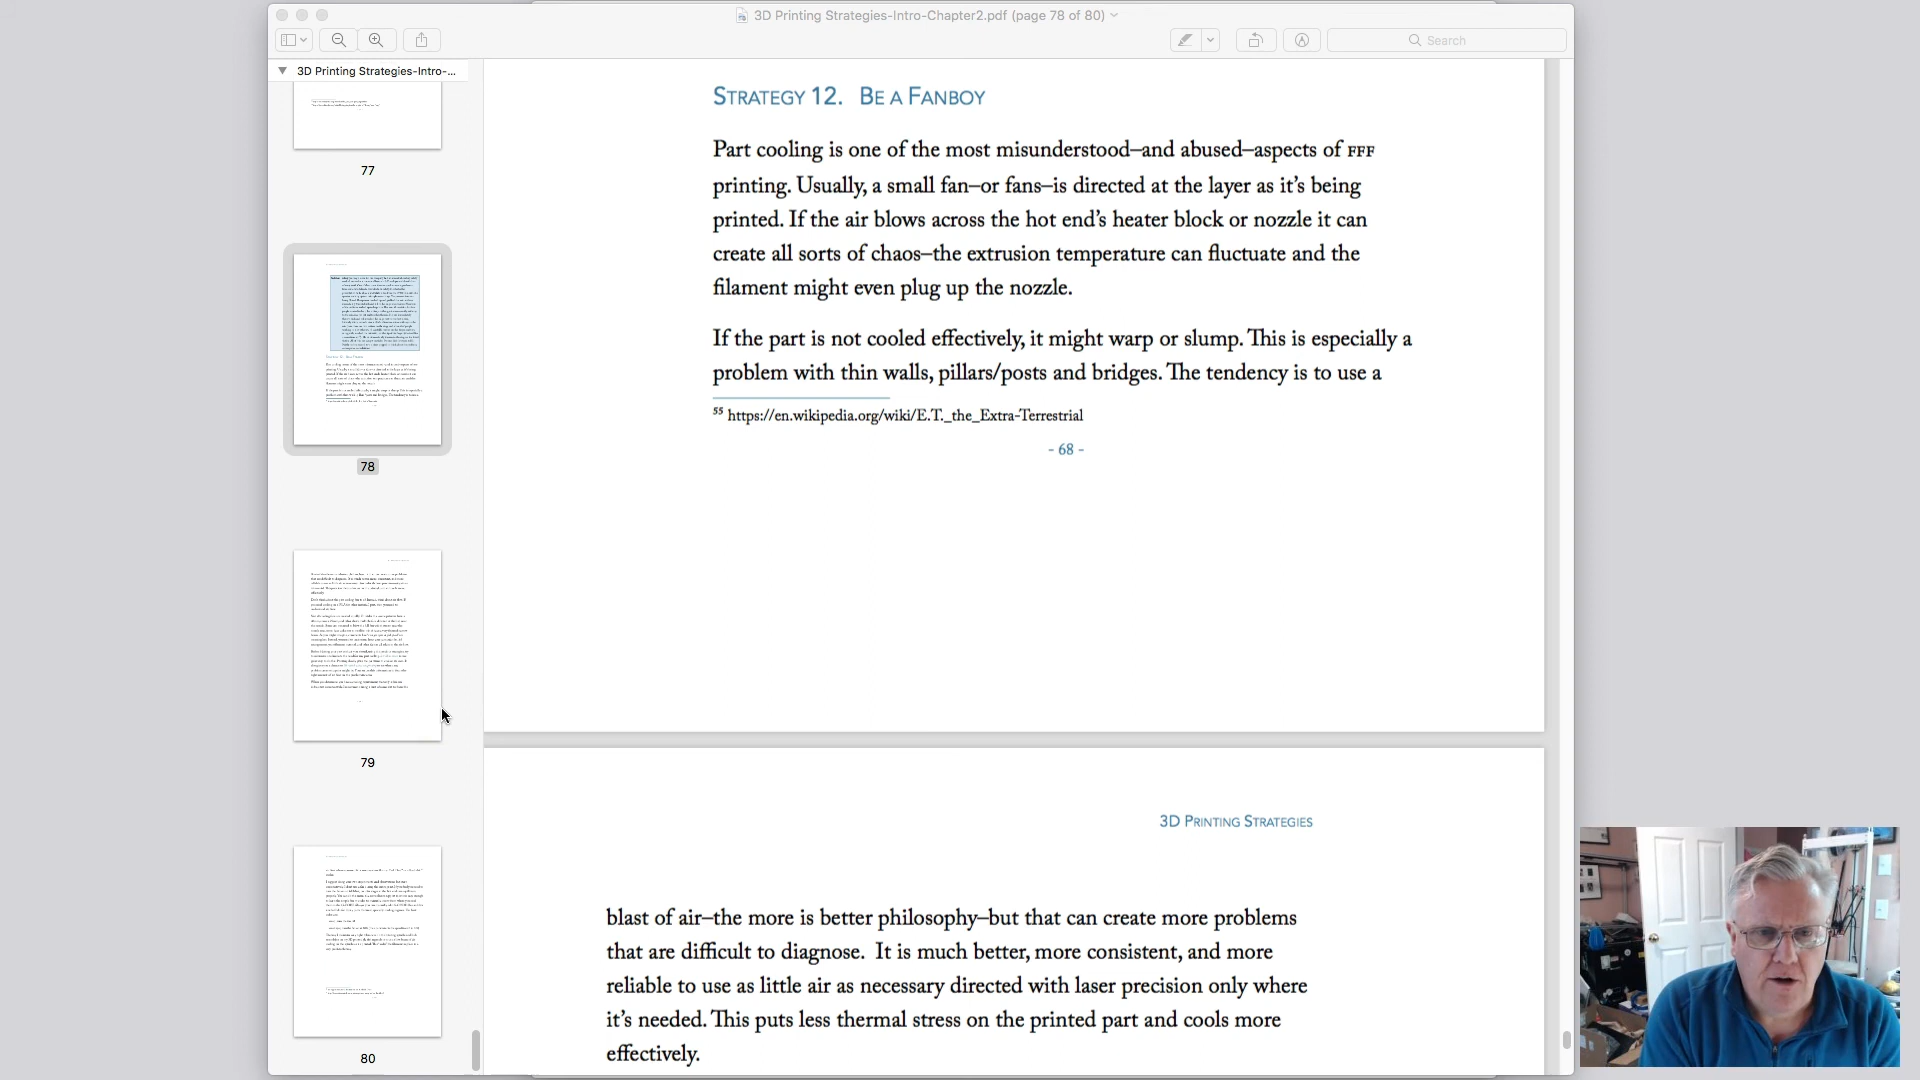 3D Printing Strategies-Intro-Chapter2.pdf (page 78 of 80)
Search
3D Printing Strategies-Intro-...
77
78
79
80
STRATEGY 12. BE A FANBOY
Part cooling is one of the most misunderstood–and abused–aspects of FFF
printing. Usually, a small fan–or fans–is directed at the layer as it's being
printed. If the air blows across the hot end's heater block or nozzle it can
create all sorts of chaos–the extrusion temperature can fluctuate and the
filament might even plug up the nozzle.
If the part is not cooled effectively, it might warp or slump. This is especially a
problem with thin walls, pillars/posts and bridges. The tendency is to use a
55 https://en.wikipedia.org/wiki/E.T._the_Extra-Terrestrial
- 68 -
3D PRINTING STRATEGIES
blast of air–the more is better philosophy–but that can create more problems
that are difficult to diagnose. It is much better, more consistent, and more
reliable to use as little air as necessary directed with laser precision only where
it's needed. This puts less thermal stress on the printed part and cools more
effectively.